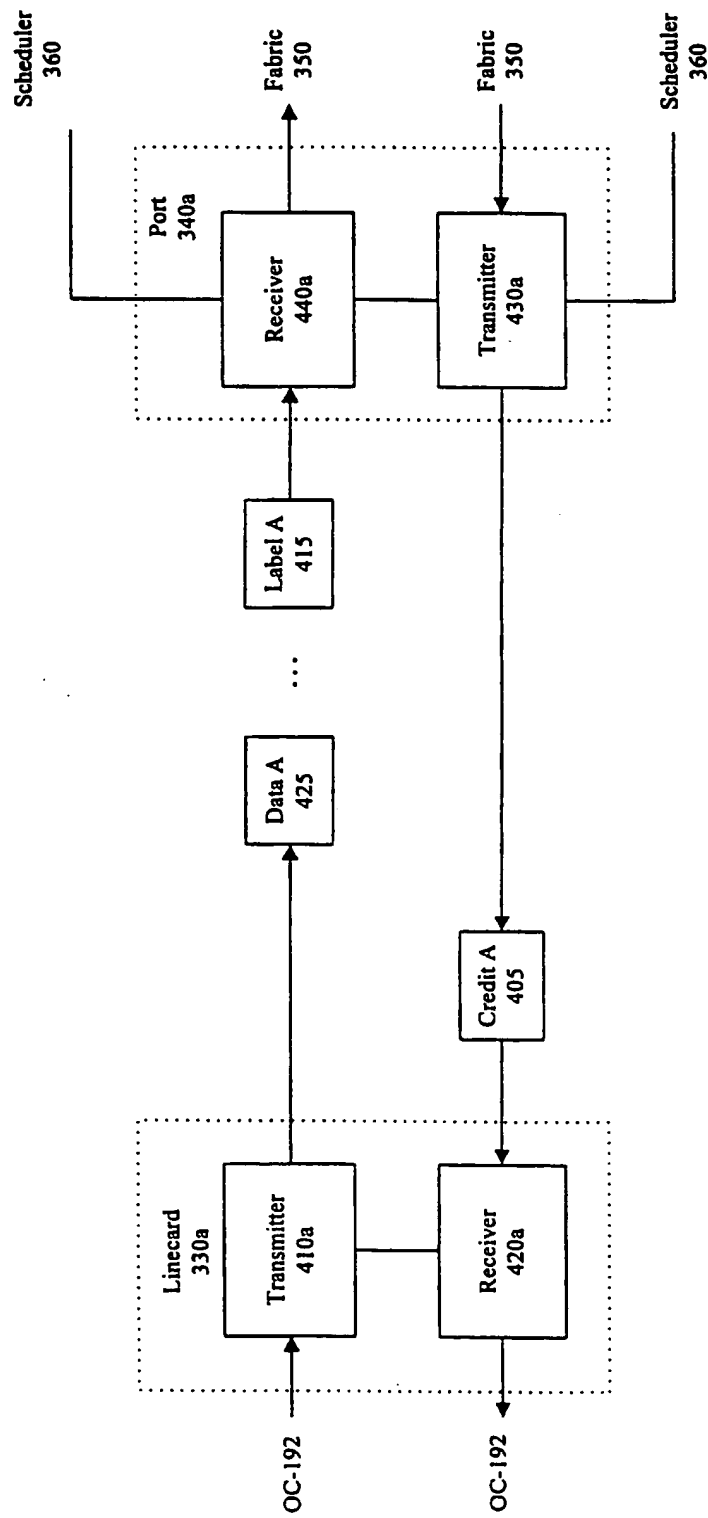 Scheduler
360
Port
340a
Fabric
350
Linecard
330a
OC-192
Transmitter
410a
Data A
425
...
Label A
415
Receiver
440a
OC-192
Receiver
420a
Credit A
405
Transmitter
430a
Fabric
350
Scheduler
360